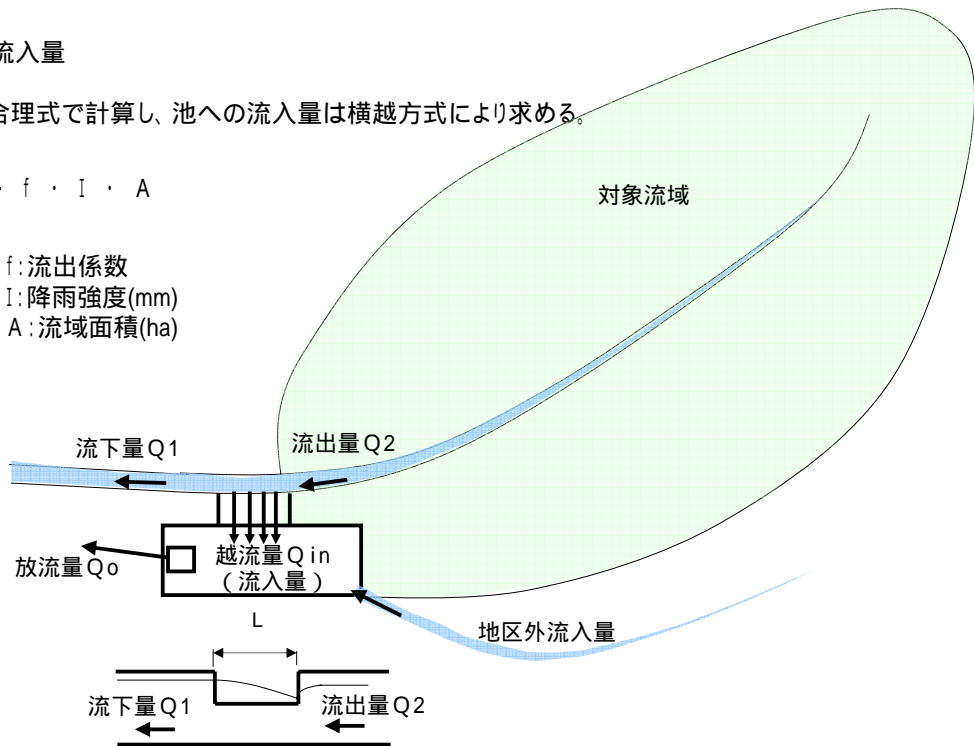 流入量
合理式で計算し、池への流入量は横越方式により求める。
・ f ・ I ・ A
f:流出係数
I:降雨強度(mm)
A:流域面積(ha)
対象流域
流下量Q1
流出量Q2
越流量Qin
(流入量)
放流量Qo
地区外流入量
L
流下量Q1
流出量Q2